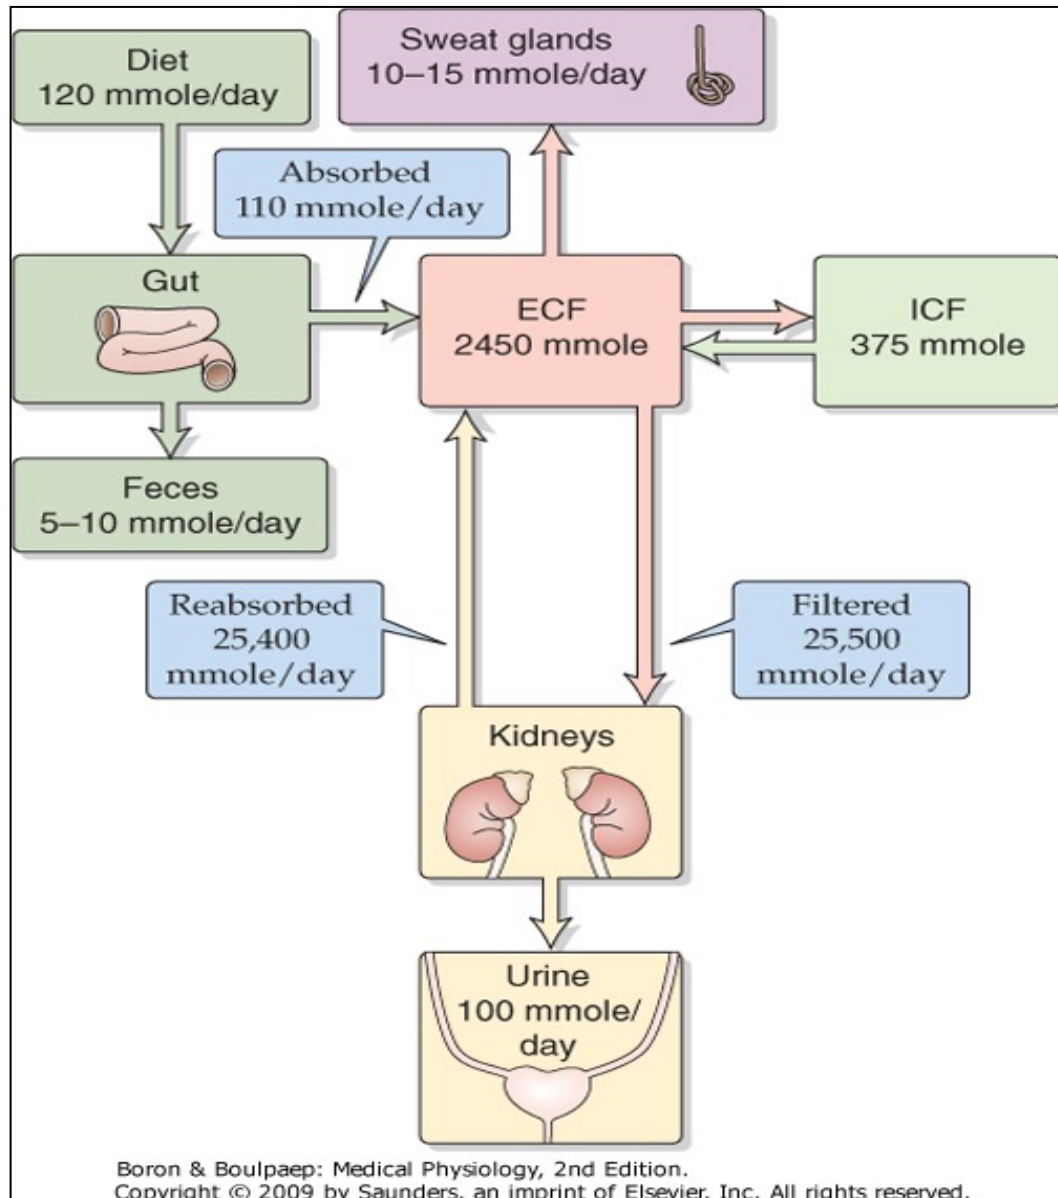 Diet
120 mmole/day
Sweat glands
10–15 mmole/day
Absorbed
110 mmole/day
Gut
ECF
2450 mmole
ICF
375 mmole
Feces
5–10 mmole/day
Reabsorbed
25,400
mmole/day
Filtered
25,500
mmole/day
Kidneys
Urine
100 mmole/
day
Boron & Boulpaep: Medical Physiology, 2nd Edition.
Copyright © 2009 by Saunders, an imprint of Elsevier, Inc. All rights reserved.